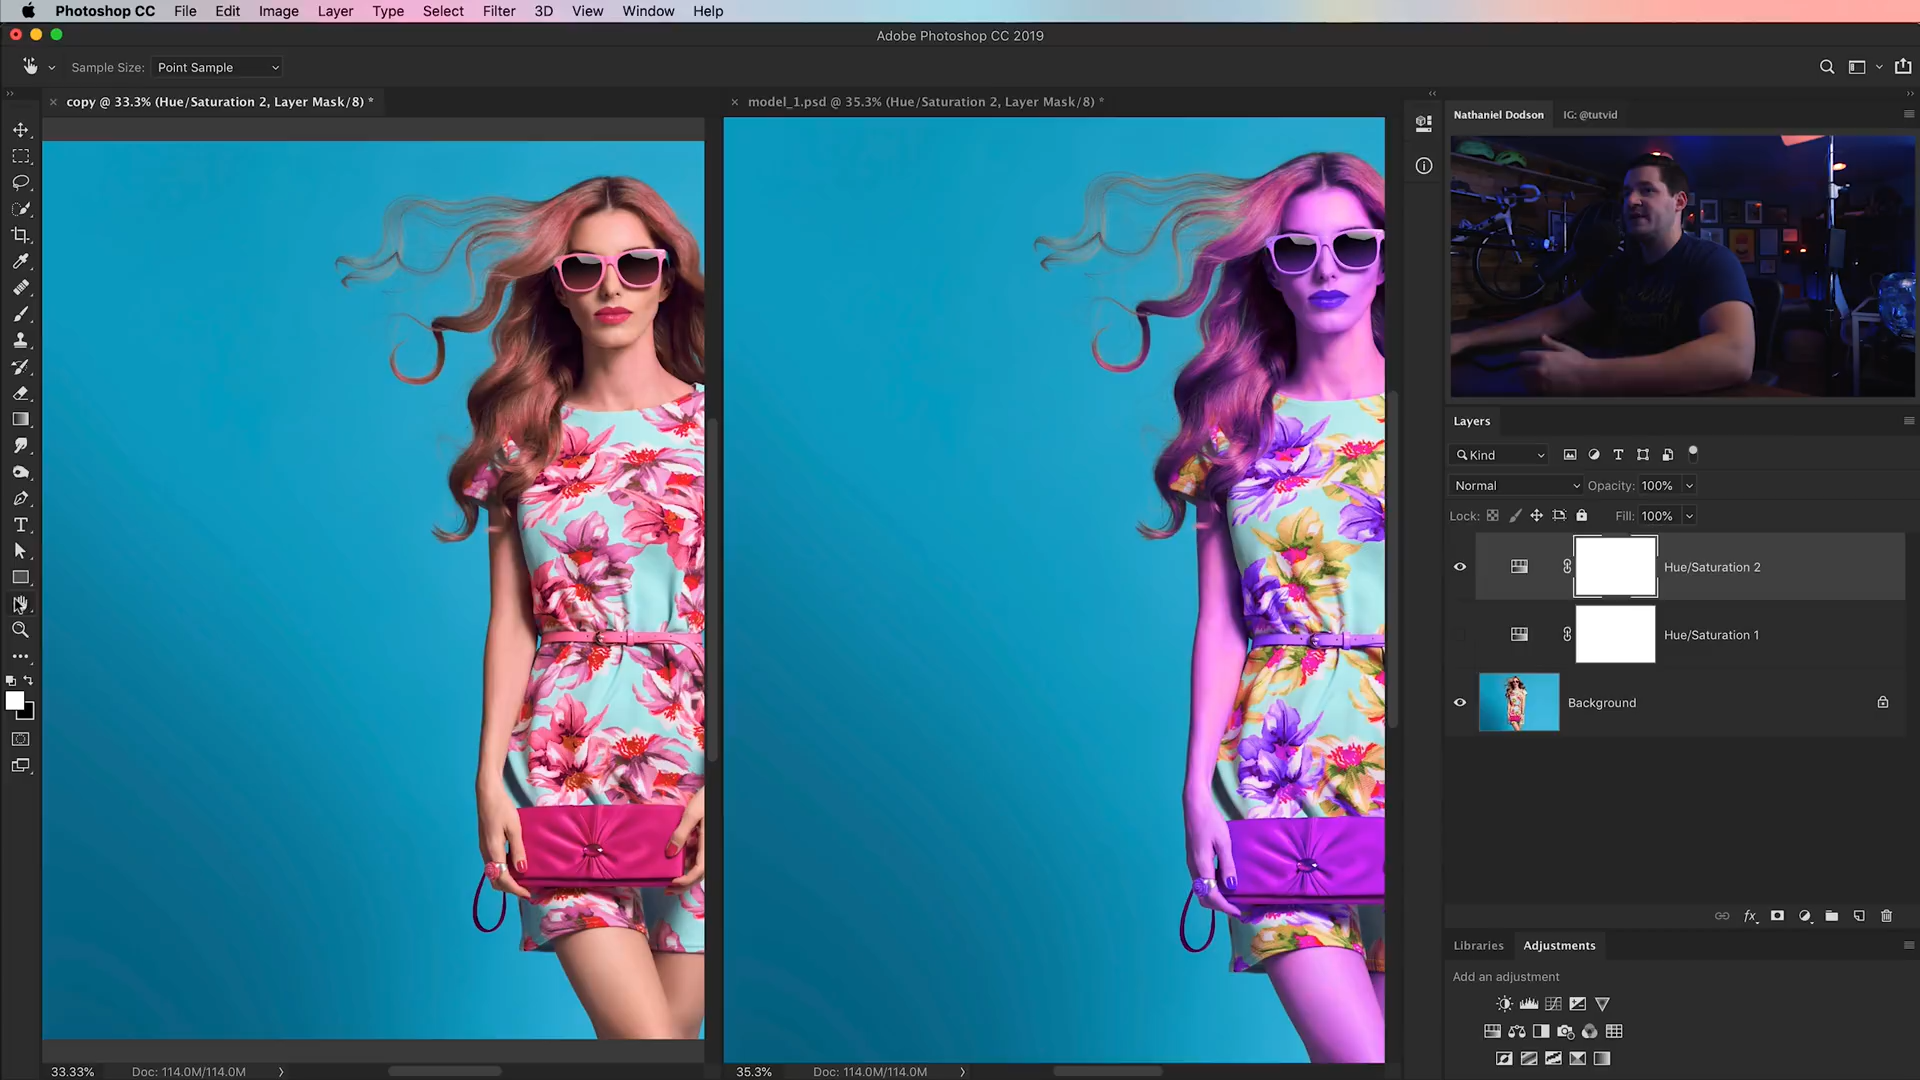 Photoshop CC File Edit Image Layer Type Select Filter 3D View Window Help
Adobe Photoshop CC 2019
Sample Size: Point Sample
copy @ 33.3% (Hue/Saturation 2, Layer Mask/8) *
model_1.psd @ 35.3% (Hue/Saturation 2, Layer Mask/8) *
Nathaniel Dodson IG: @tutvid
Layers
Kind
Normal Opacity: 100%
Lock: Fill: 100%
Hue/Saturation 2
Hue/Saturation 1
Background
fx
Libraries Adjustments
Add an adjustment
33.33% Doc: 114.0M/114.0M
35.3% Doc: 114.0M/114.0M